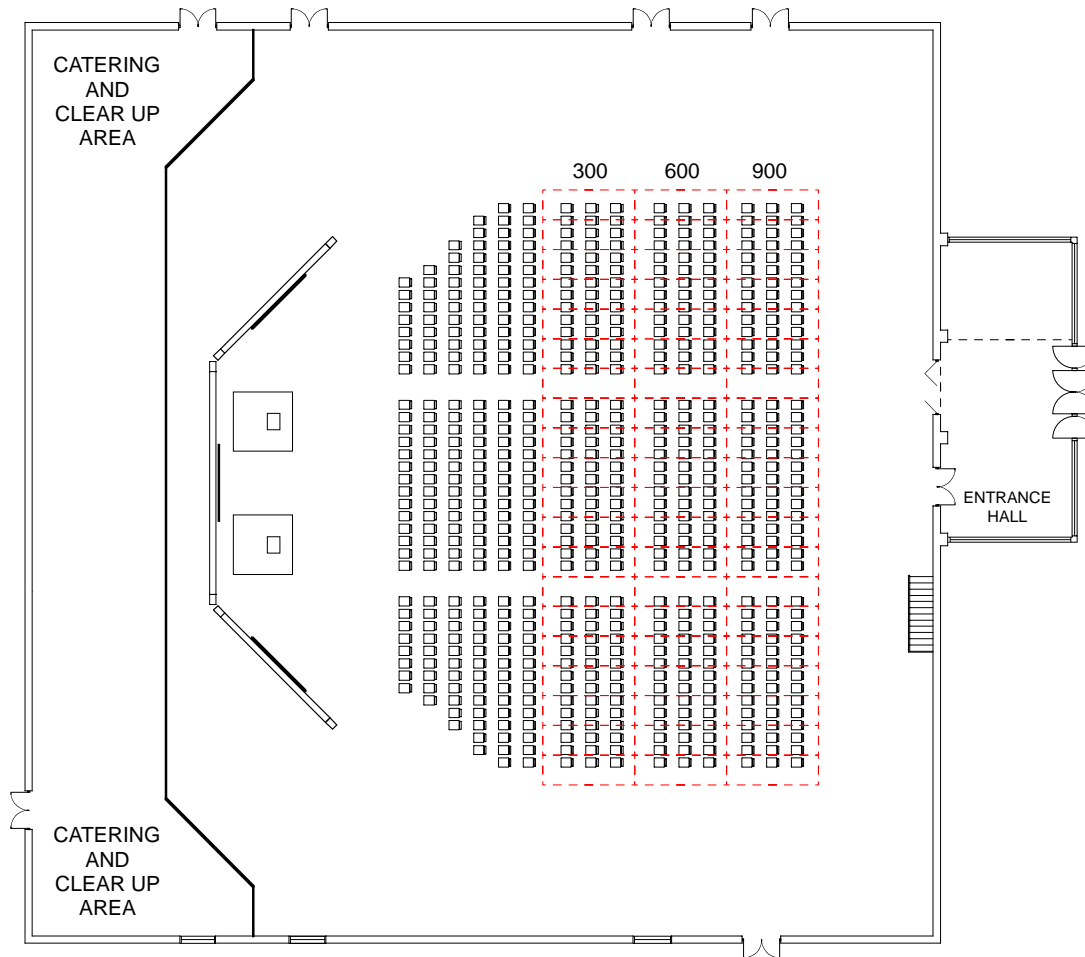 CATERING
AND
CLEAR UP
AREA
300 600 900
ENTRANCE
HALL
CATERING
AND
CLEAR UP
AREA